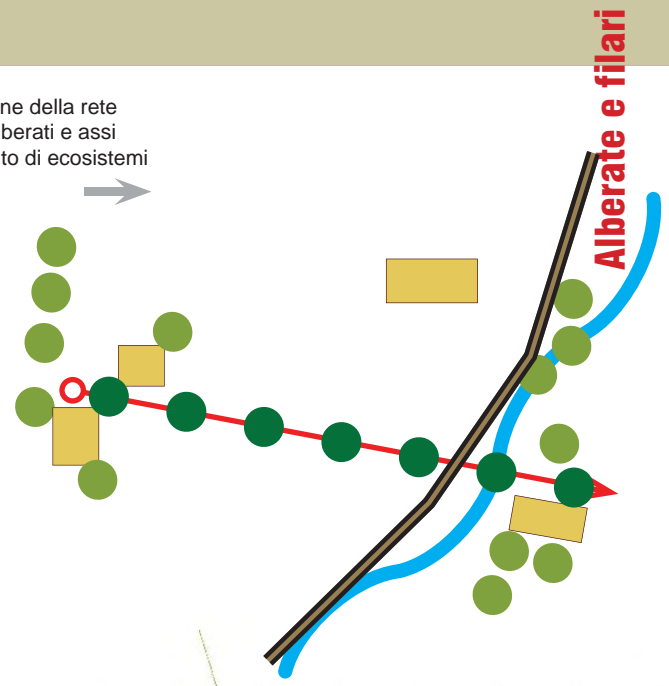 ne della rete
berati e assi
to di ecosistemi
Alberate e filari